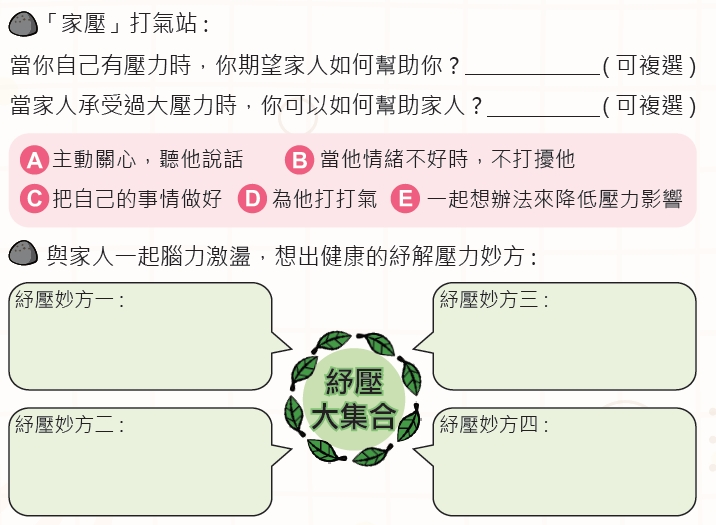 「家壓」打氣站：
當你自己有壓力時，你期望家人如何幫助你？____________(可複選)
當家人承受過大壓力時，你可以如何幫助家人？__________(可複選)
A 主動關心，聽他說話 B 當他情緒不好時，不打擾他
C 把自己的事情做好 D 為他打打氣 E 一起想辦法來降低壓力影響
與家人一起腦力激盪，想出健康的紓解壓力妙方：
紓壓妙方一：
紓壓妙方三：
紓壓
大集合
紓壓妙方二：
紓壓妙方四：